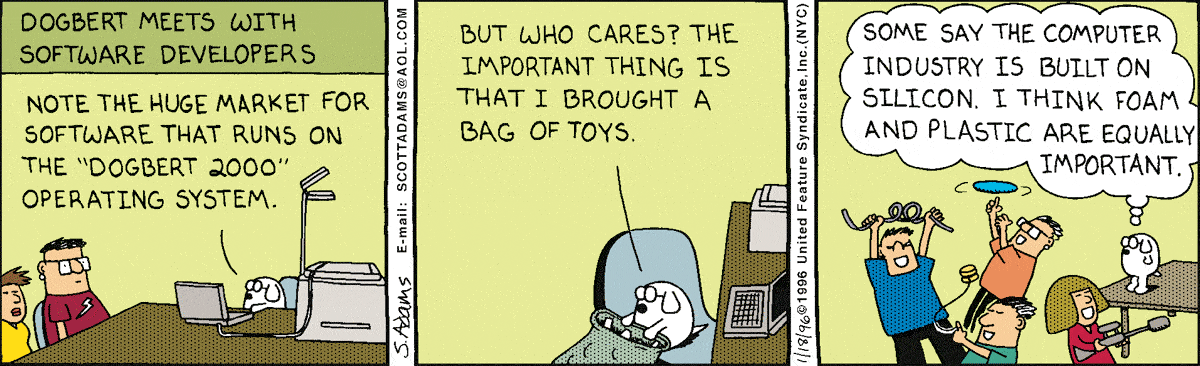 DOGBERT MEETS WITH
SOFTWARE DEVELOPERS
NOTE THE HUGE MARKET FOR
SOFTWARE THAT RUNS ON
THE "DOGBERT 2000"
OPERATING SYSTEM.
S.Adams
E-mail: SCOTTADAMS@AOL.COM
BUT WHO CARES? THE
IMPORTANT THING IS
THAT I BROUGHT A
BAG OF TOYS.
1/18/96 ©1996 United Feature Syndicate, Inc. (NYC)
SOME SAY THE COMPUTER
INDUSTRY IS BUILT ON
SILICON. I THINK FOAM
AND PLASTIC ARE EQUALLY
IMPORTANT.